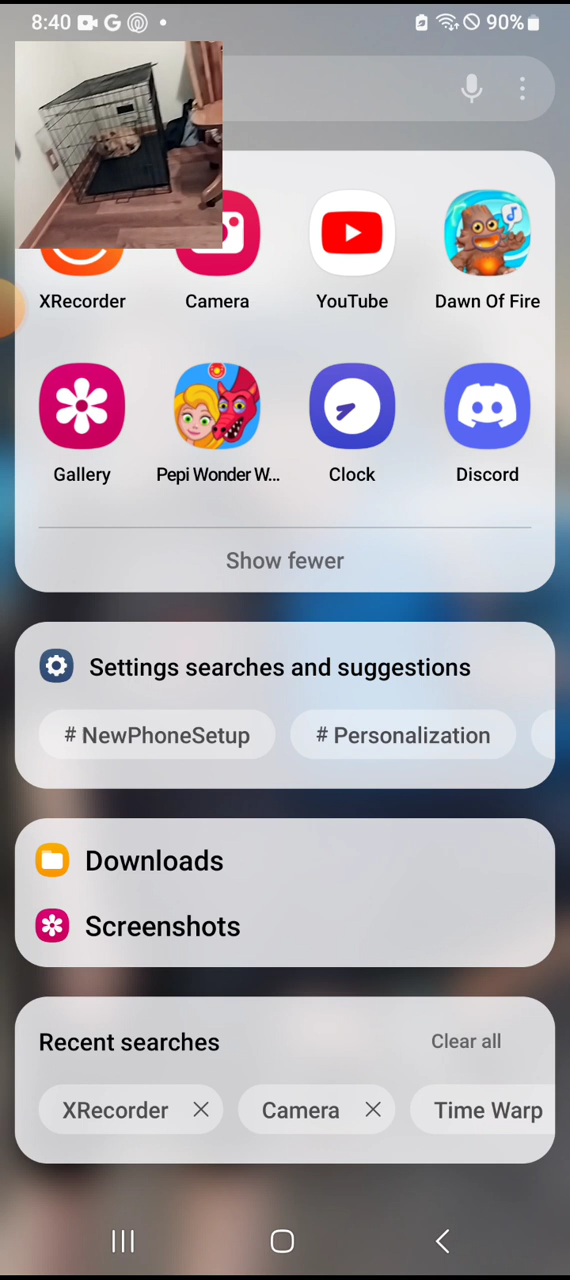 8:40 G 90%
XRecorder Camera YouTube Dawn Of Fire
Gallery Pepi Wonder W... Clock Discord
Show fewer
Settings searches and suggestions
# NewPhoneSetup # Personalization
Downloads
Screenshots
Recent searches Clear all
XRecorder Camera Time Warp